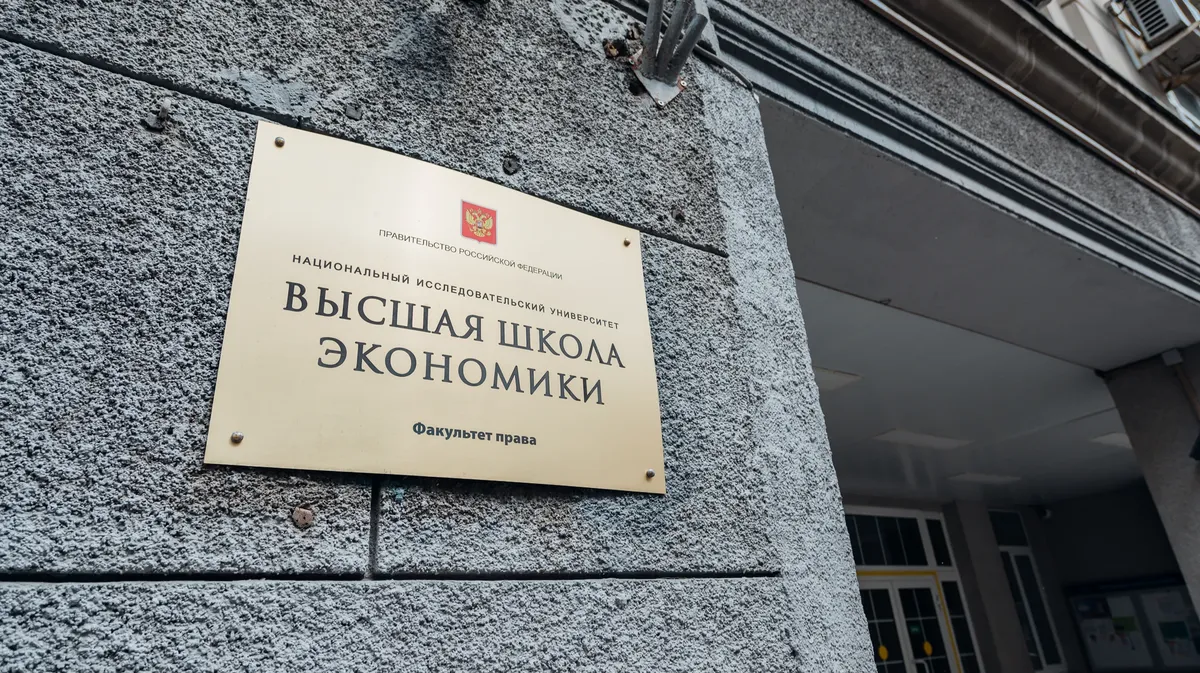 ПРАВИТЕЛЬСТВО РОССИЙСКОЙ ФЕДЕРАЦИИ
НАЦИОНАЛЬНЫЙ ИССЛЕДОВАТЕЛЬСКИЙ УНИВЕРСИТЕТ
ВЫСШАЯ ШКОЛА
ЭКОНОМИКИ
Факультет права